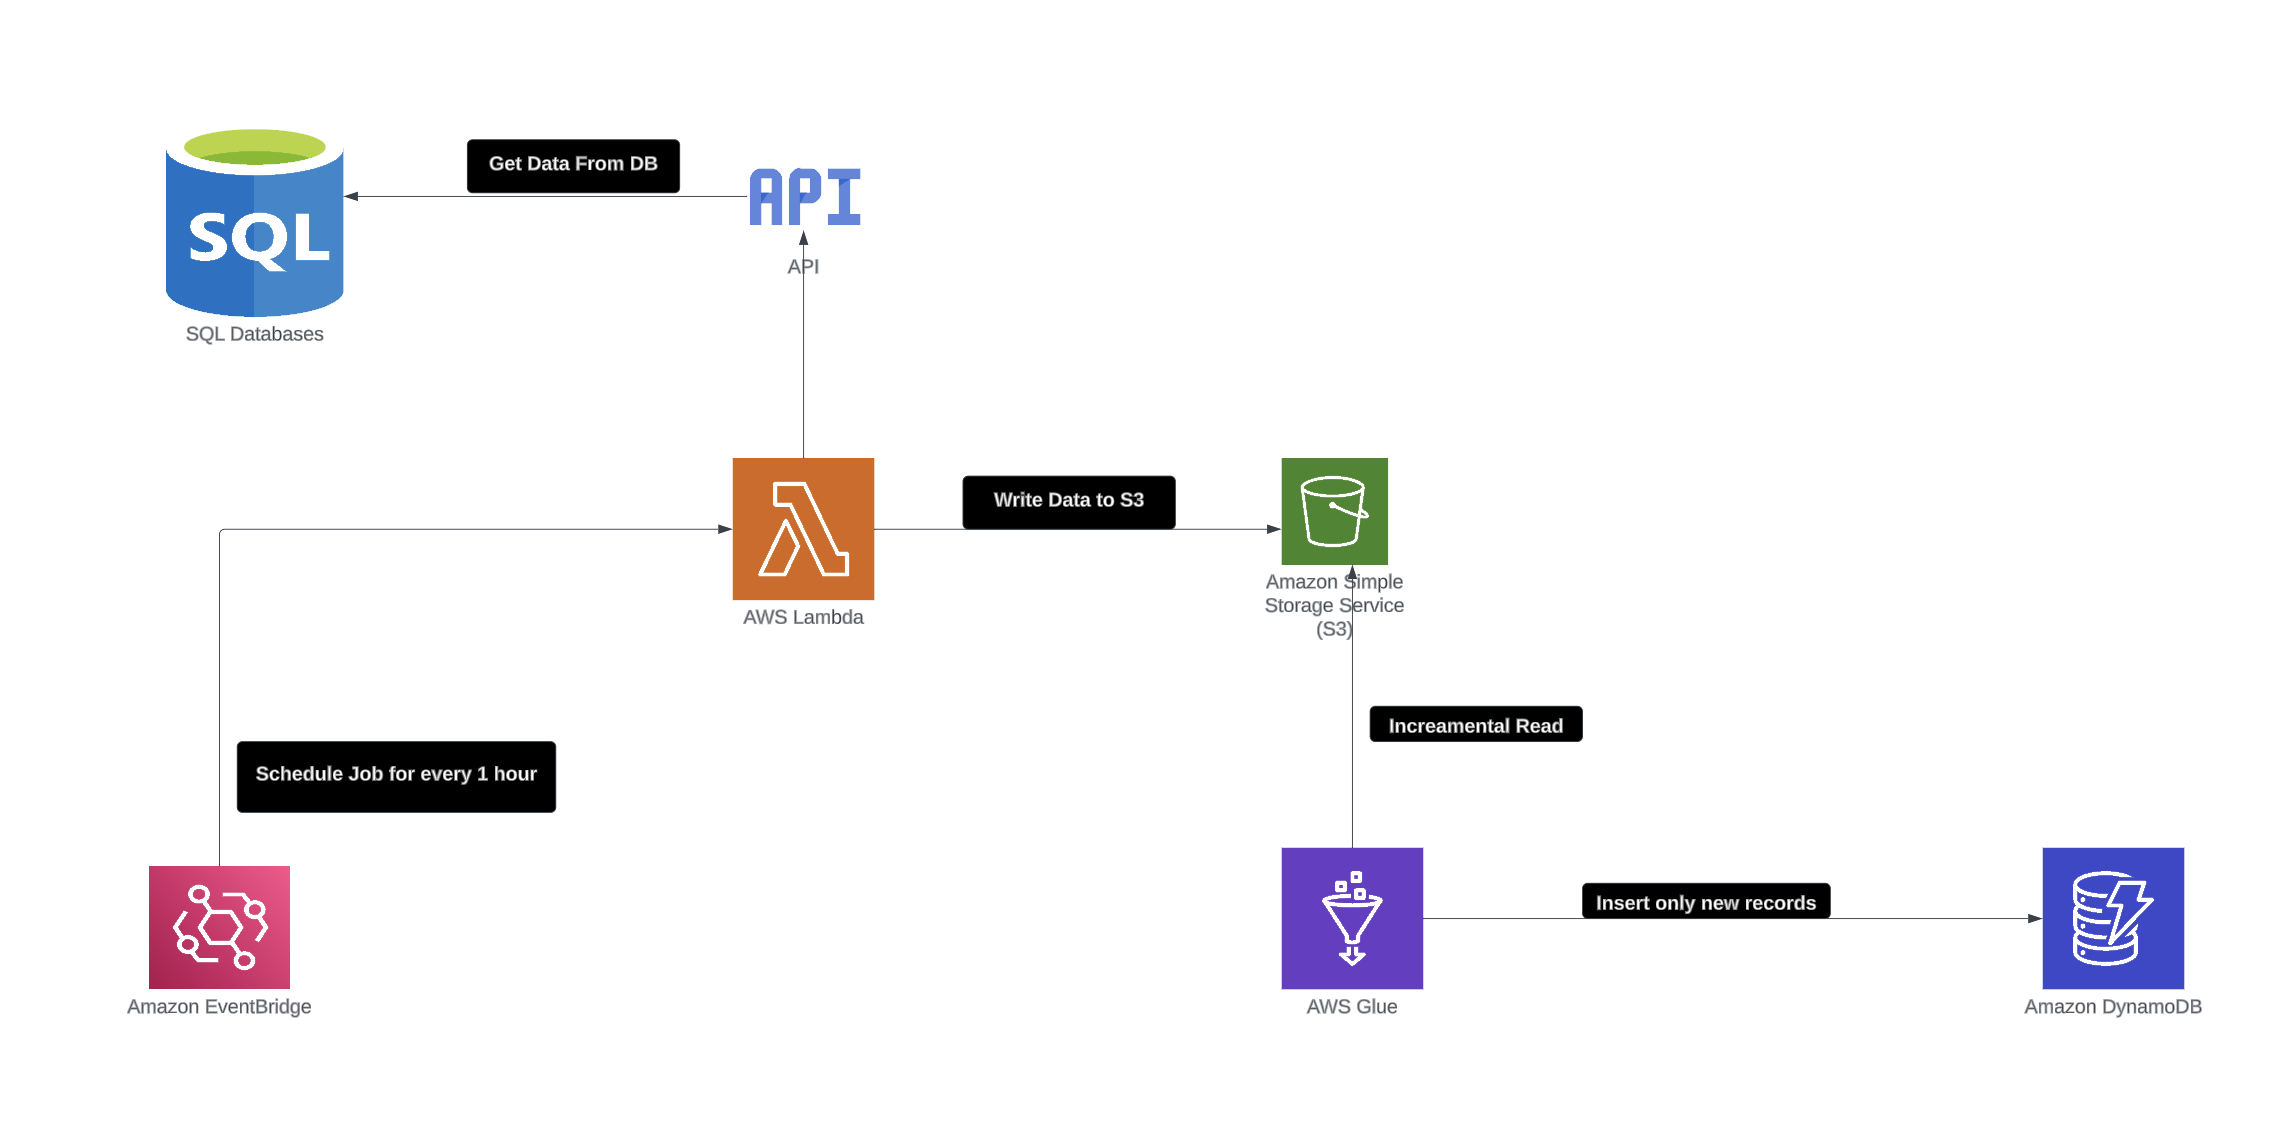 Get Data From DB
API
SQL
API
SQL Databases
Write Data to S3
AWS Lambda
Amazon Simple
Storage Service
(S3)
Increamental Read
Schedule Job for every 1 hour
Insert only new records
Amazon EventBridge
AWS Glue
Amazon DynamoDB